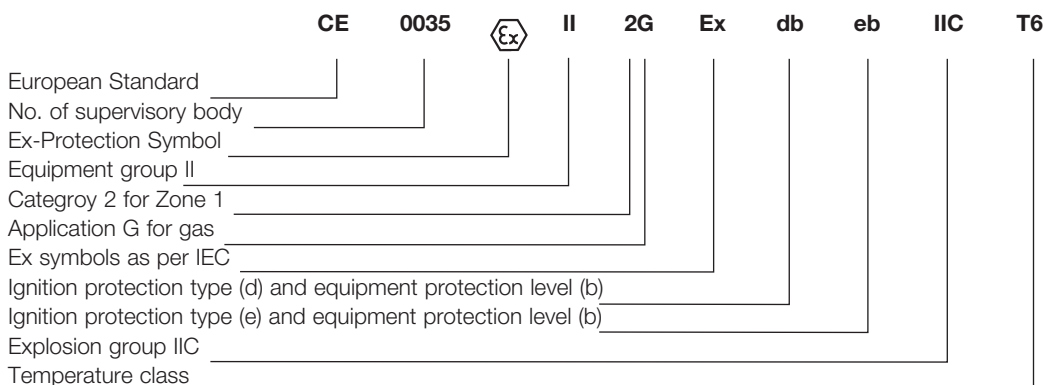 CE 0035 Ex II 2G Ex db eb IIC T6
European Standard
No. of supervisory body
Ex-Protection Symbol
Equipment group II
Categroy 2 for Zone 1
Application G for gas
Ex symbols as per IEC
Ignition protection type (d) and equipment protection level (b)
Ignition protection type (e) and equipment protection level (b)
Explosion group IIC
Temperature class